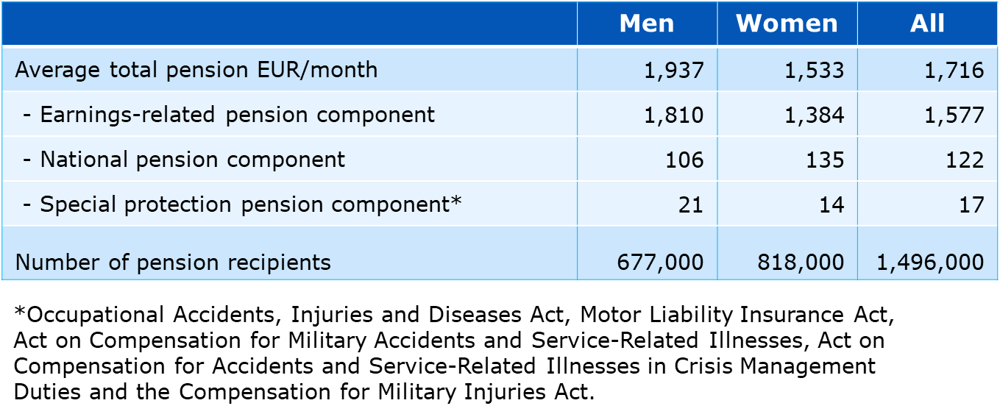 Men Women All
Average total pension EUR/month 1,937 1,533 1,716
- Earnings-related pension component 1,810 1,384 1,577
- National pension component 106 135 122
- Special protection pension component* 21 14 17
Number of pension recipients 677,000 818,000 1,496,000
*Occupational Accidents, Injuries and Diseases Act, Motor Liability Insurance Act,
Act on Compensation for Military Accidents and Service-Related Illnesses, Act on
Compensation for Accidents and Service-Related Illnesses in Crisis Management
Duties and the Compensation for Military Injuries Act.